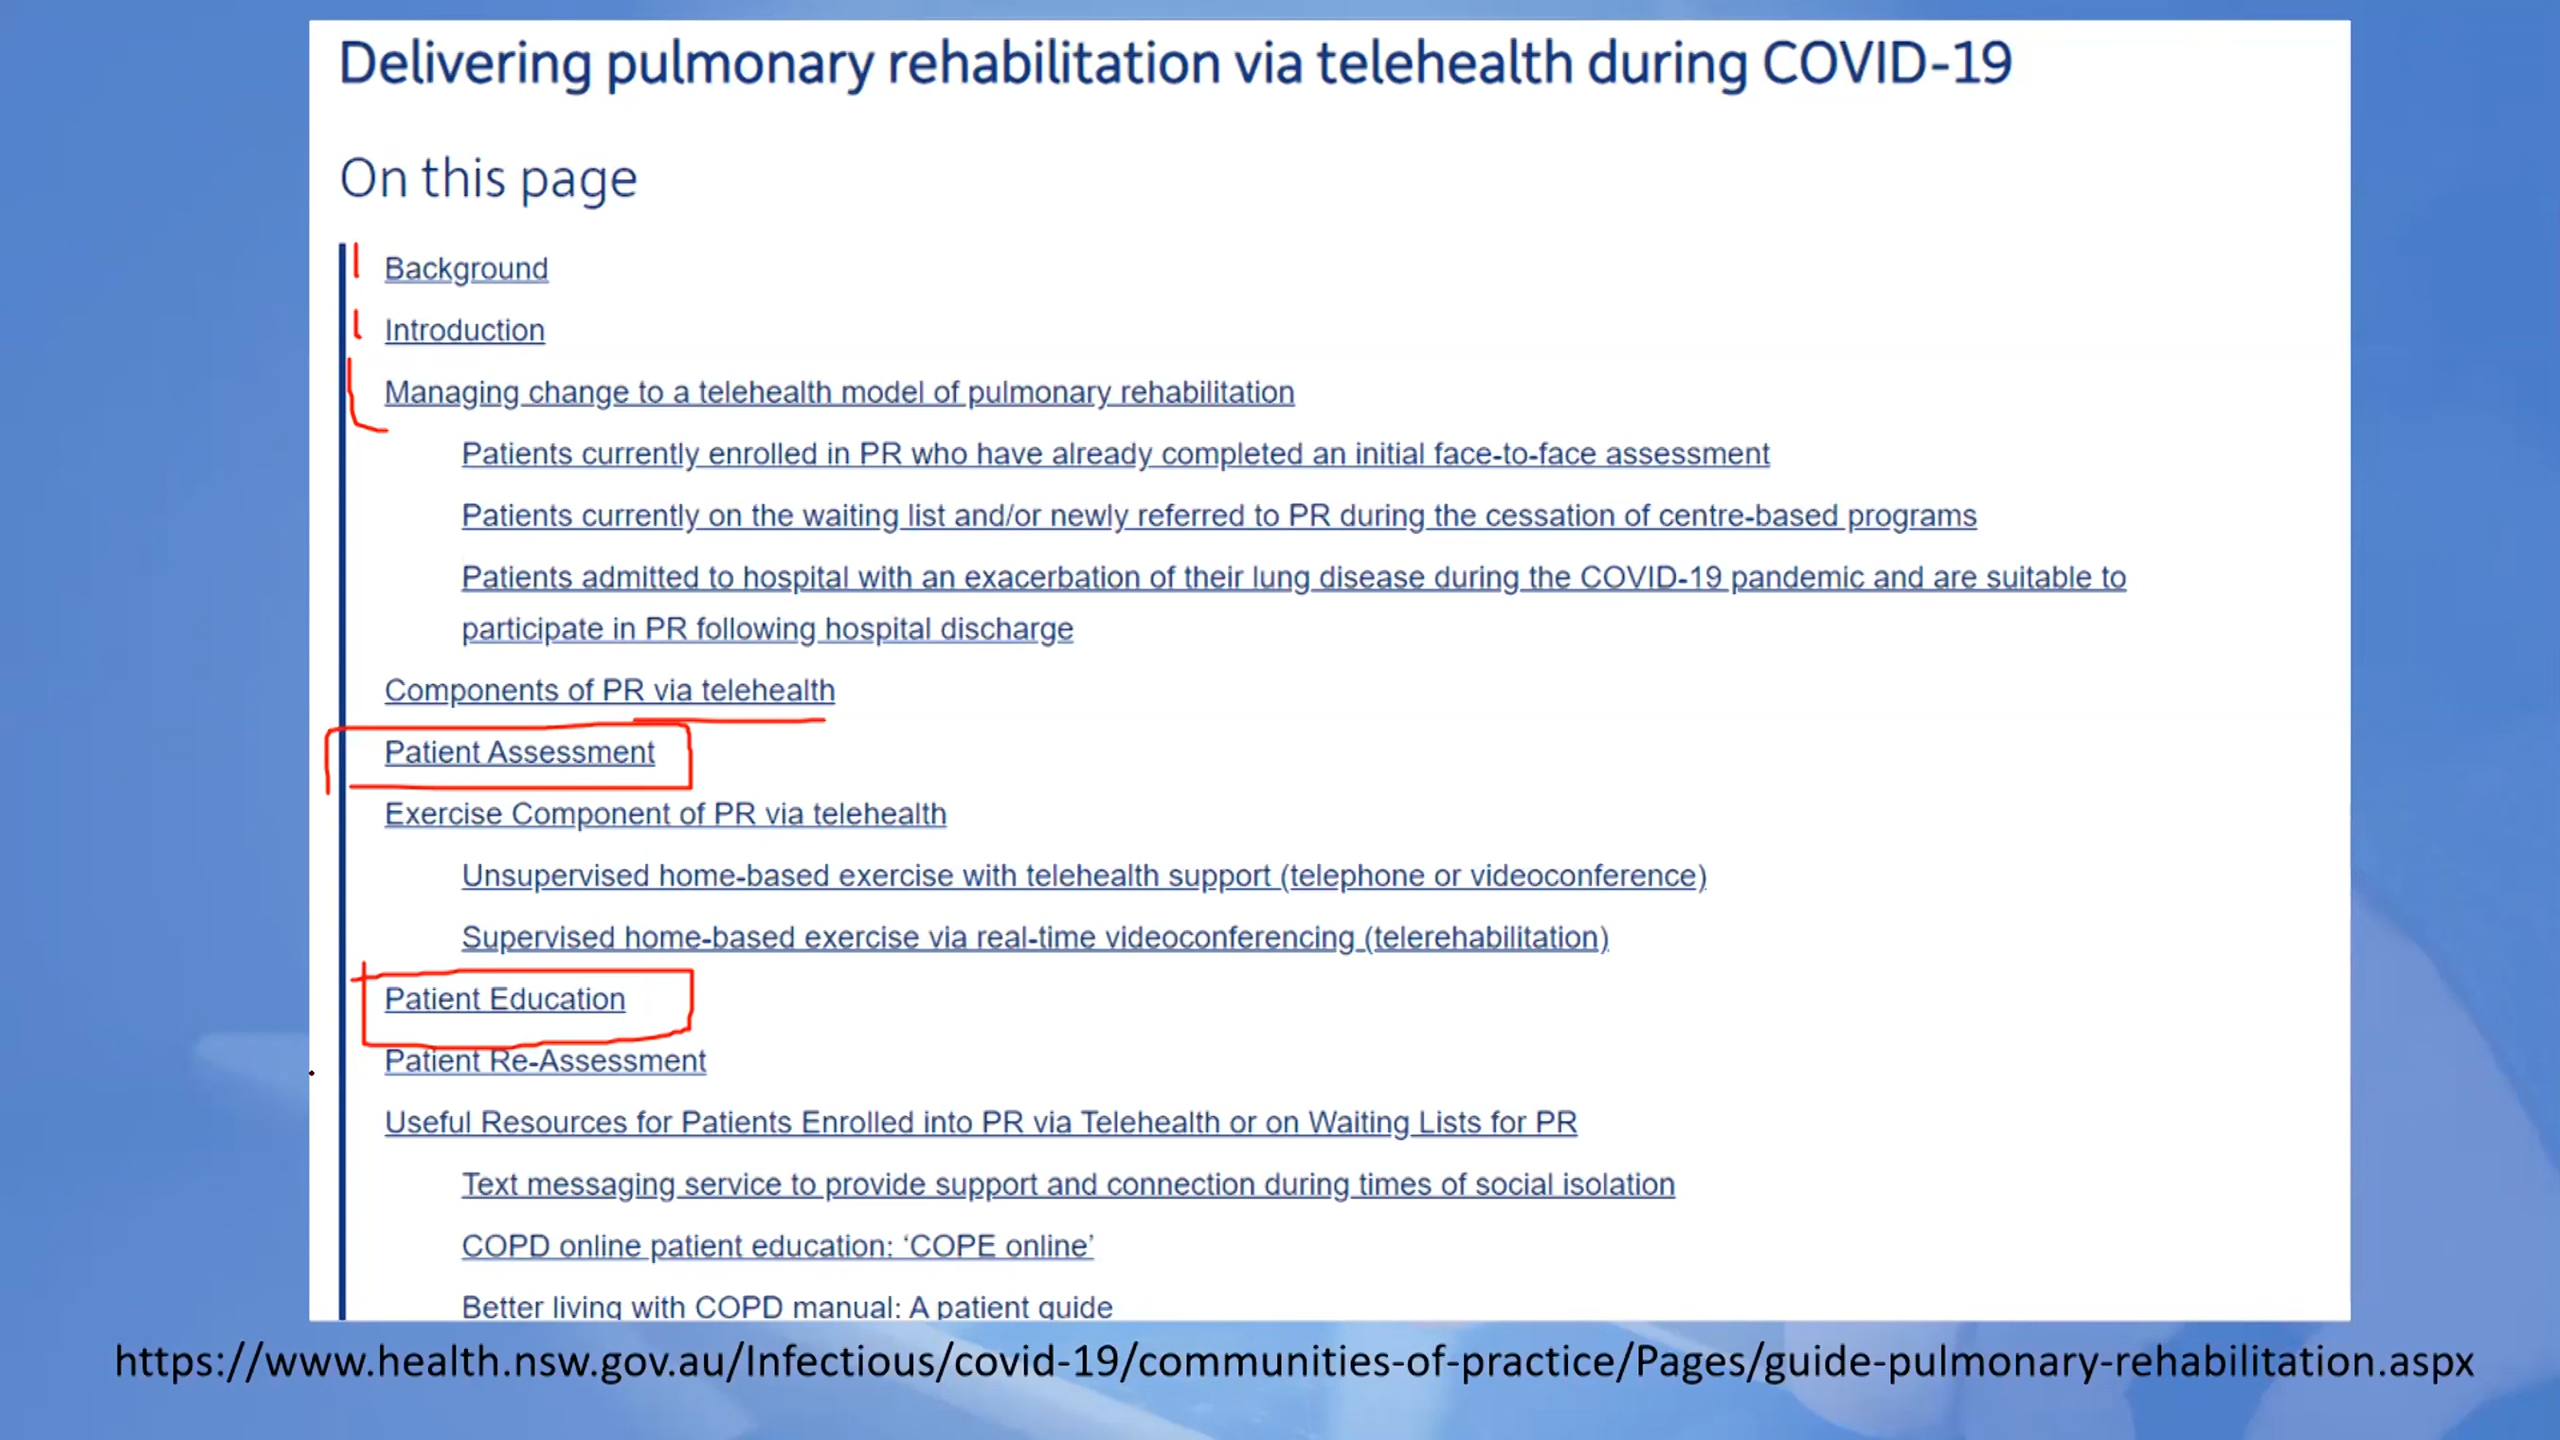 Delivering pulmonary rehabilitation via telehealth during COVID-19
On this page
Background
Introduction
Managing change to a telehealth model of pulmonary rehabilitation
Patients currently enrolled in PR who have already completed an initial face-to-face assessment
Patients currently on the waiting list and/or newly referred to PR during the cessation of centre-based programs
Patients admitted to hospital with an exacerbation of their lung disease during the COVID-19 pandemic and are suitable to
participate in PR following hospital discharge
Components of PR via telehealth
Patient Assessment
Exercise Component of PR via telehealth
Unsupervised home-based exercise with telehealth support (telephone or videoconference)
Supervised home-based exercise via real-time videoconferencing (telerehabilitation)
Patient Education
Patient Re-Assessment
Useful Resources for Patients Enrolled into PR via Telehealth or on Waiting Lists for PR
Text messaging service to provide support and connection during times of social isolation
COPD online patient education: ‘COPE online’
Better living with COPD manual: A patient guide
https://www.health.nsw.gov.au/Infectious/covid-19/communities-of-practice/Pages/guide-pulmonary-rehabilitation.aspx